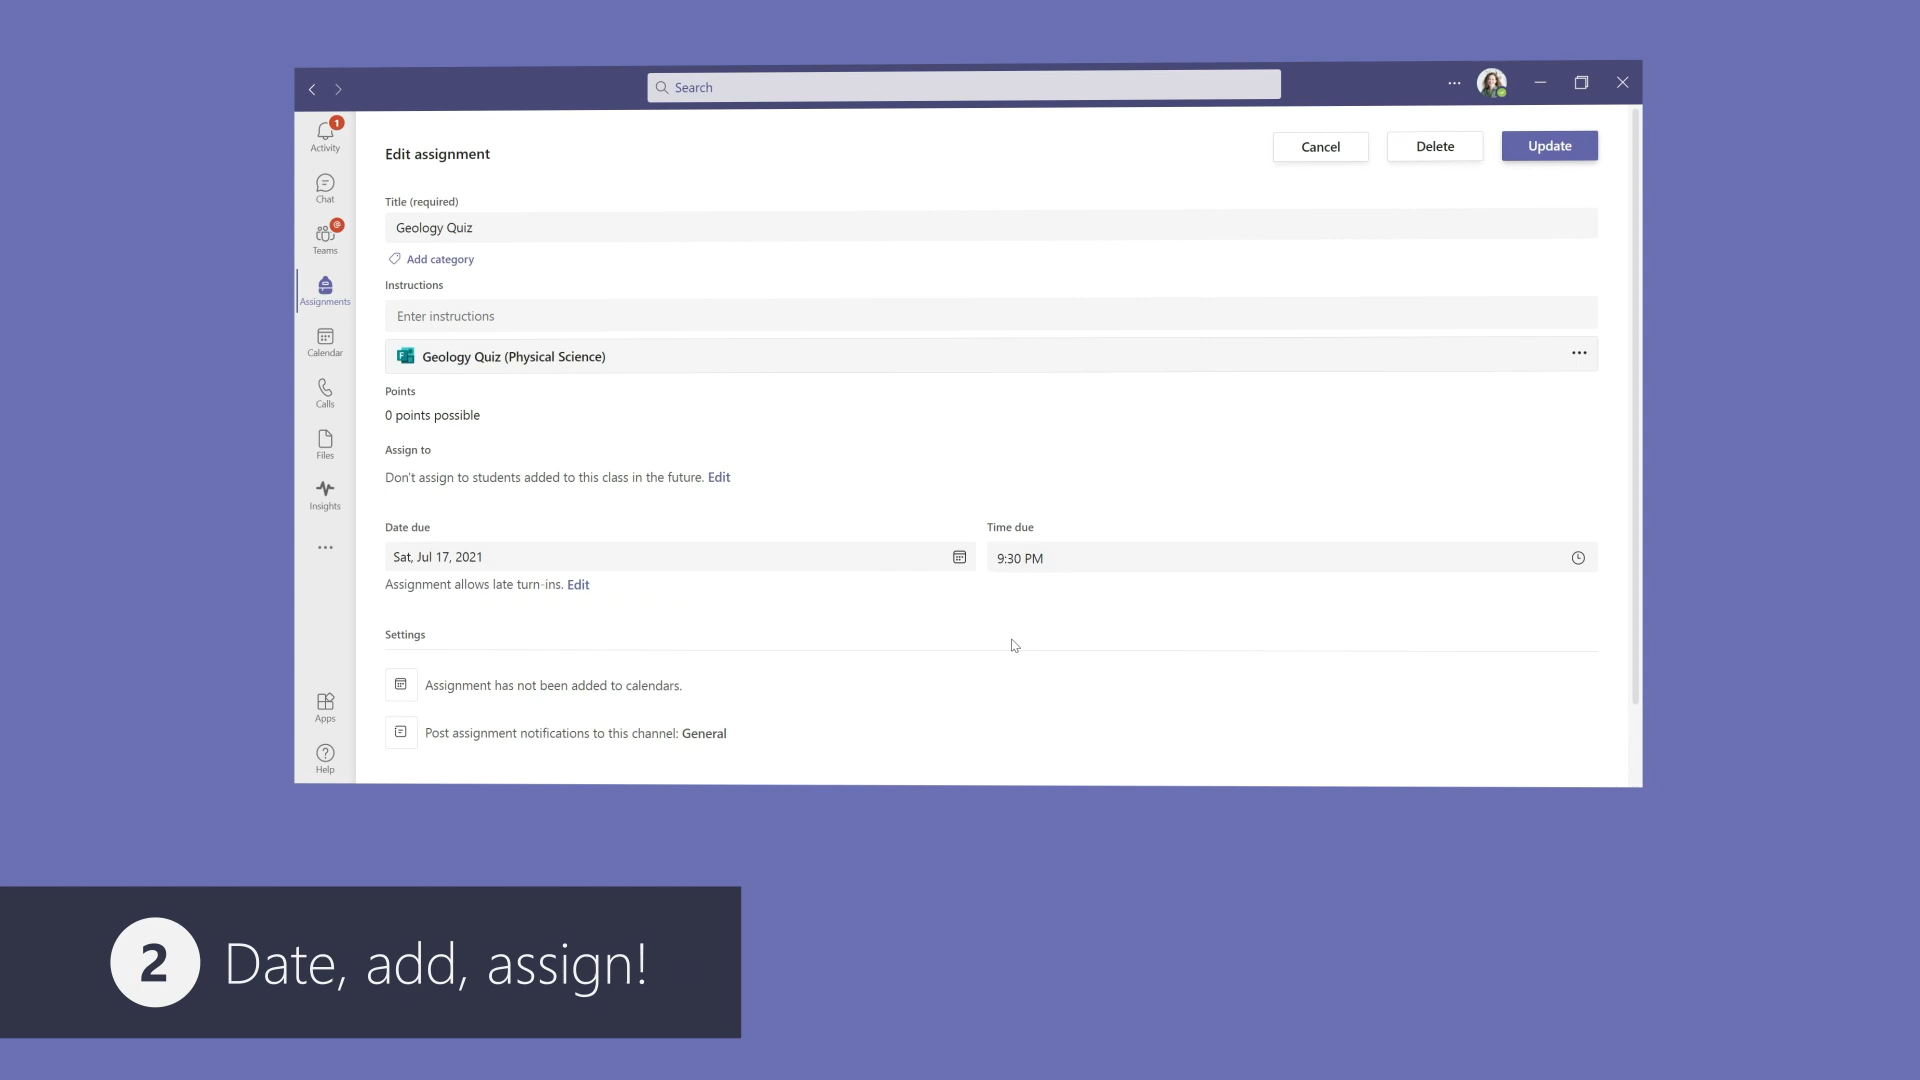 Search
1
Activity
Chat
@
Teams
Assignments
Calendar
Calls
Files
Insights
Apps
Help
Edit assignment
Cancel
Delete
Update
Title (required)
Geology Quiz
Add category
Instructions
Enter instructions
F
Geology Quiz (Physical Science)
Points
0 points possible
Assign to
Don't assign to students added to this class in the future. Edit
Date due
Time due
Sat, Jul 17, 2021
9:30 PM
Assignment allows late turn-ins. Edit
Settings
Assignment has not been added to calendars.
Post assignment notifications to this channel: General
2 Date, add, assign!